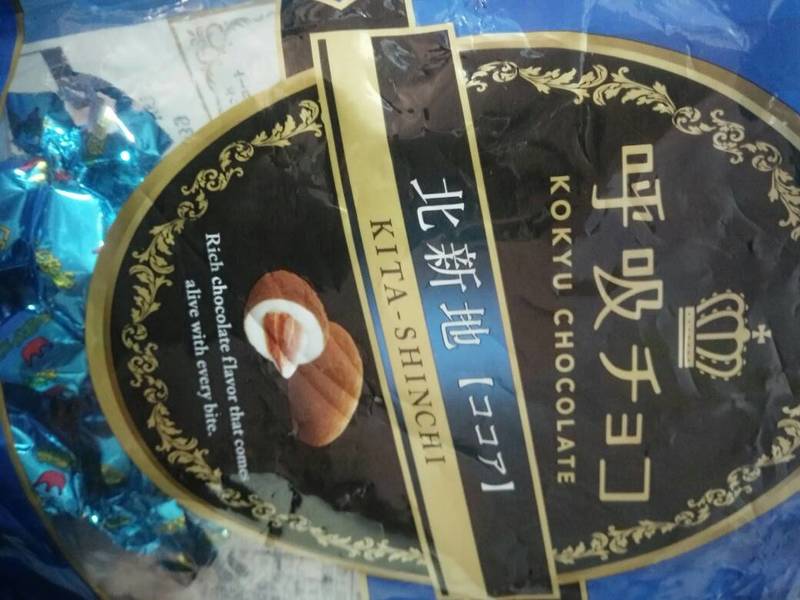 呼吸チョコ
KOKYU CHOCOLATE
北新地【ココア】
KITA-SHINCHI
Rich chocolate flavor that comes
alive with every bite.